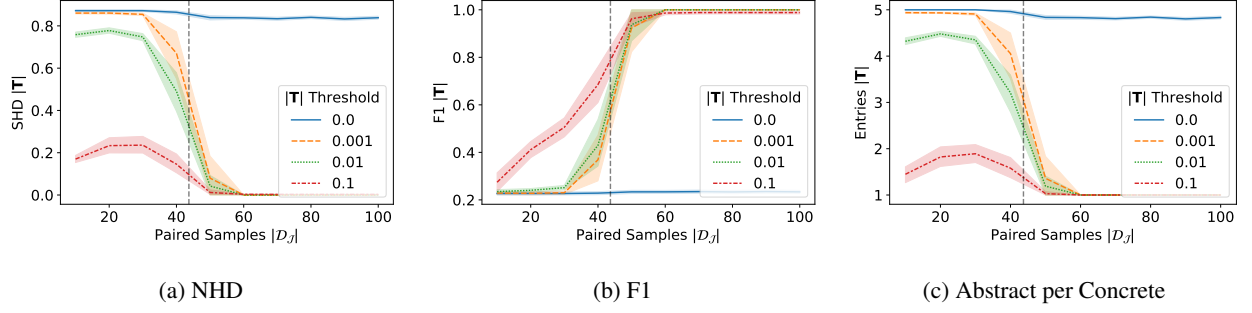 SHD |T|
0.8
0.6
0.4
0.2
0.0
20 40 60 80 100
Paired Samples |𝒟_𝒥|
|T| Threshold
0.0
0.001
0.01
0.1
(a) NHD
F1 |T|
1.0
0.8
0.6
0.4
0.2
20 40 60 80 100
Paired Samples |𝒟_𝒥|
|T| Threshold
0.0
0.001
0.01
0.1
(b) F1
Entries |T|
5
4
3
2
1
20 40 60 80 100
Paired Samples |𝒟_𝒥|
|T| Threshold
0.0
0.001
0.01
0.1
(c) Abstract per Concrete